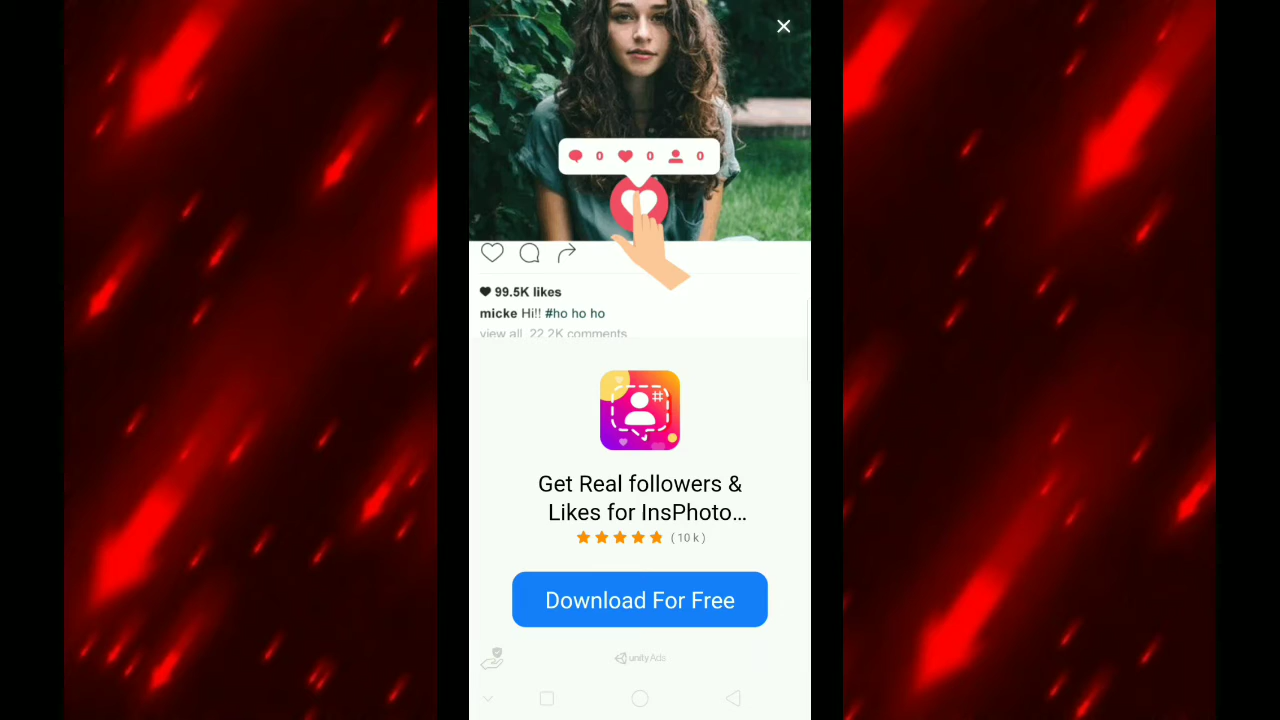 0 0 0
99.5K likes
micke Hi!! #ho ho ho
view all 22.2K comments
#
Get Real followers &
Likes for InsPhoto...
(10k)
Download For Free
unity Ads